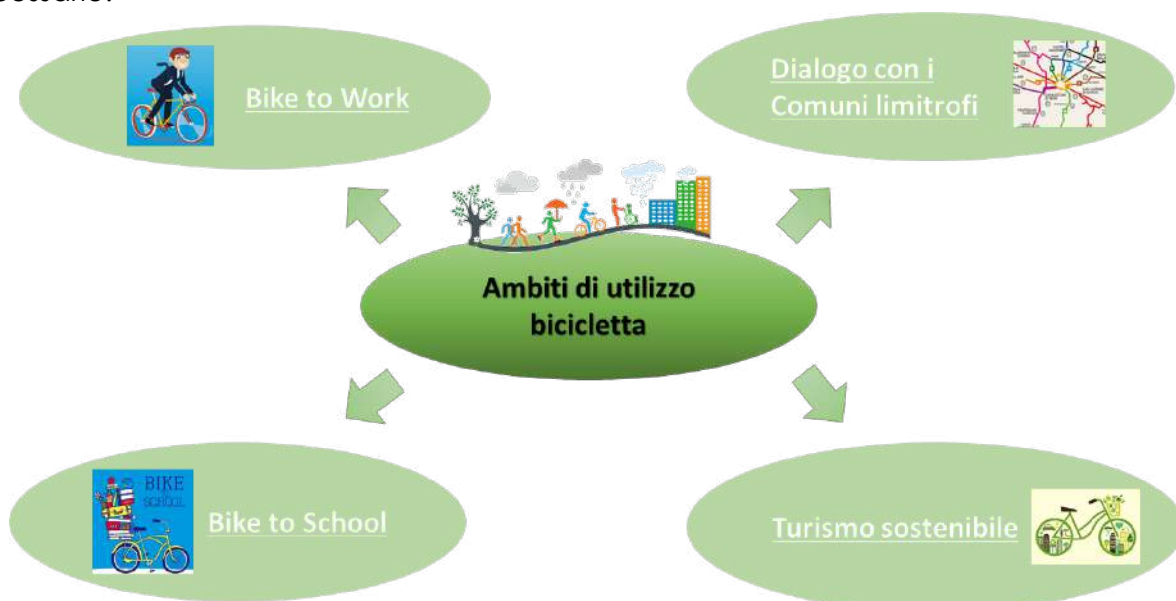 Bike to Work
Dialogo con i
Comuni limitrofi
Ambiti di utilizzo
bicicletta
BIKE
SCHOOL
Bike to School
Turismo sostenibile